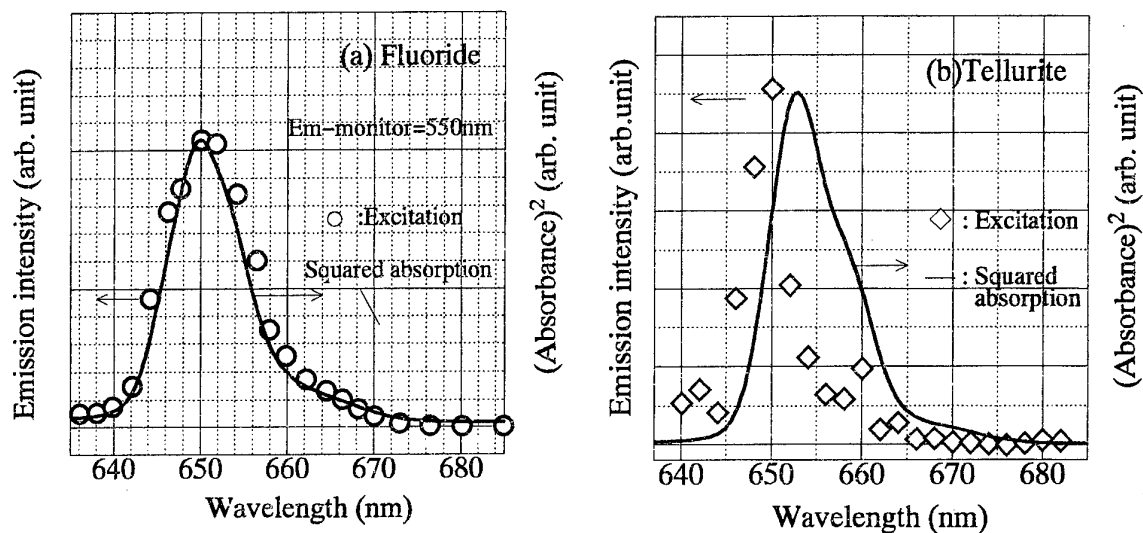 (a) Fluoride
Em-monitor=550nm
:Excitation
Squared absorption
Emission intensity (arb. unit)
(Absorbance)2 (arb. unit)
640 650 660 670 680
Wavelength (nm)
(b)Tellurite
: Excitation
: Squared
absorption
Emission intensity (arb.unit)
(Absorbance)2 (arb. unit)
640 650 660 670 680
Wavelength (nm)